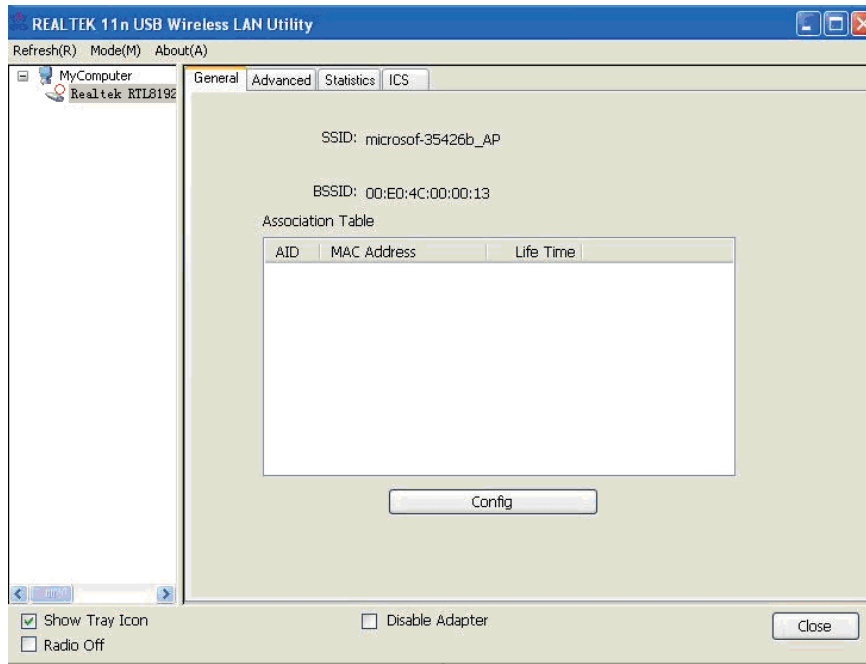 REALTEK 11n USB Wireless LAN Utility
Refresh(R) Mode(M) About(A)
MyComputer
Realtek RTL8192
General Advanced Statistics ICS
SSID: microsof-35426b_AP
BSSID: 00:E0:4C:00:00:13
Association Table
AID MAC Address Life Time
Config
Show Tray Icon
Radio Off
Disable Adapter
Close